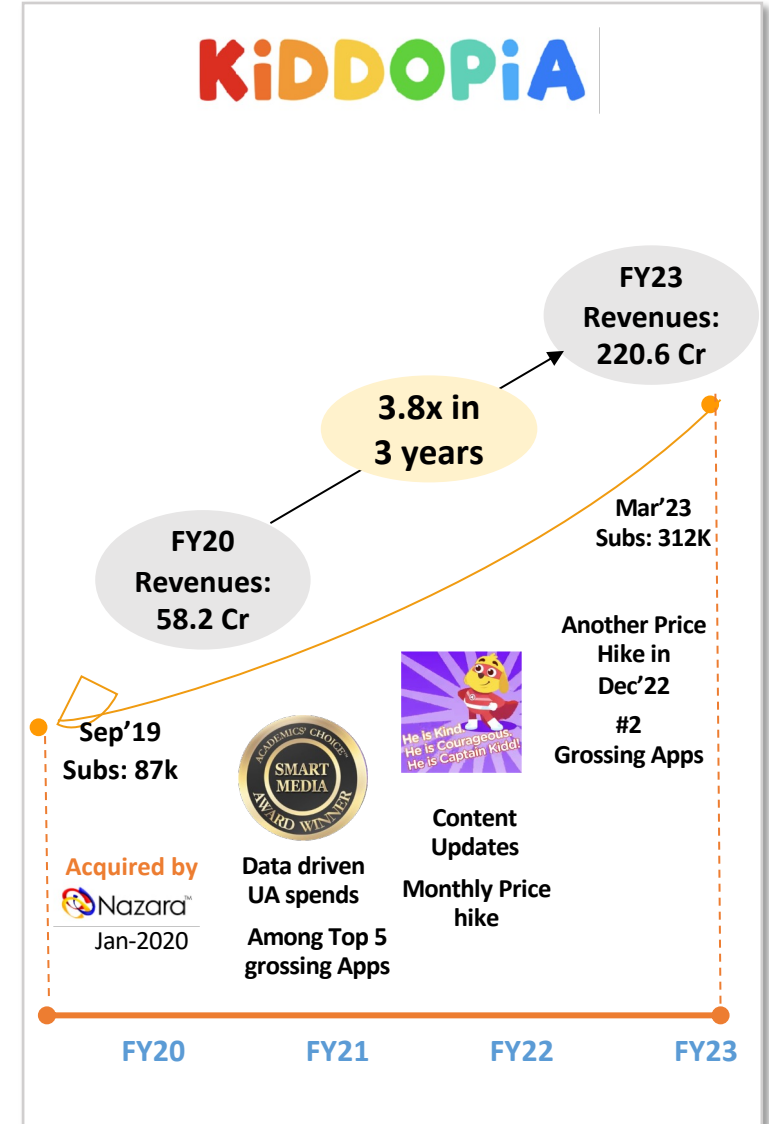 KiDDOPiA
FY23
Revenues:
220.6 Cr
3.8x in
3 years
FY20
Revenues:
58.2 Cr
Mar’23
Subs: 312K
Sep’19
Subs: 87k
Acquired by
Nazara™
Jan-2020
ACADEMICS' CHOICE™
SMART
MEDIA
AWARD WINNER
Data driven
UA spends
Among Top 5
grossing Apps
He Is Kind.
He is Courageous.
He is Captain Kidd!
Content
Updates
Monthly Price
hike
Another Price
Hike in
Dec’22
#2
Grossing Apps
FY20
FY21
FY22
FY23